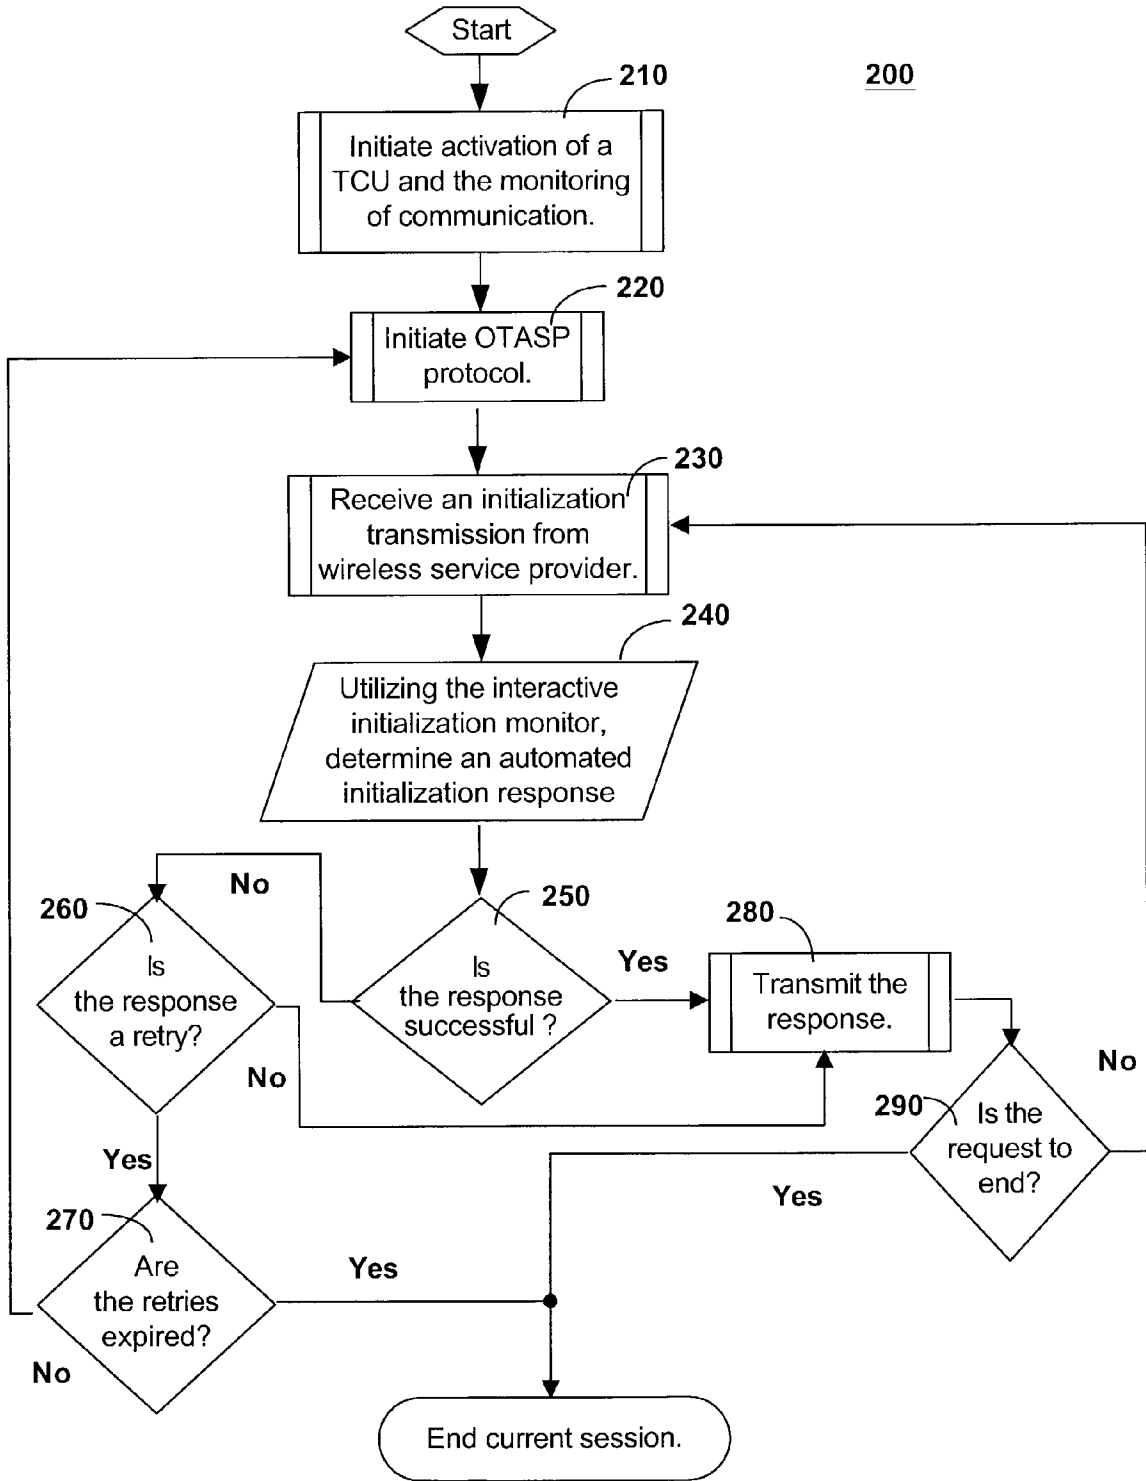 Start
200
210
Initiate activation of a
TCU and the monitoring
of communication.
220
Initiate OTASP
protocol.
230
Receive an initialization
transmission from
wireless service provider.
240
Utilizing the interactive
initialization monitor,
determine an automated
initialization response
No
250
260
280
Is
the response
a retry?
Is
the response
successful ?
Yes
Transmit the
response.
No
No
290
Is the
request to
end?
Yes
Yes
270
Are
the retries
expired?
Yes
No
End current session.